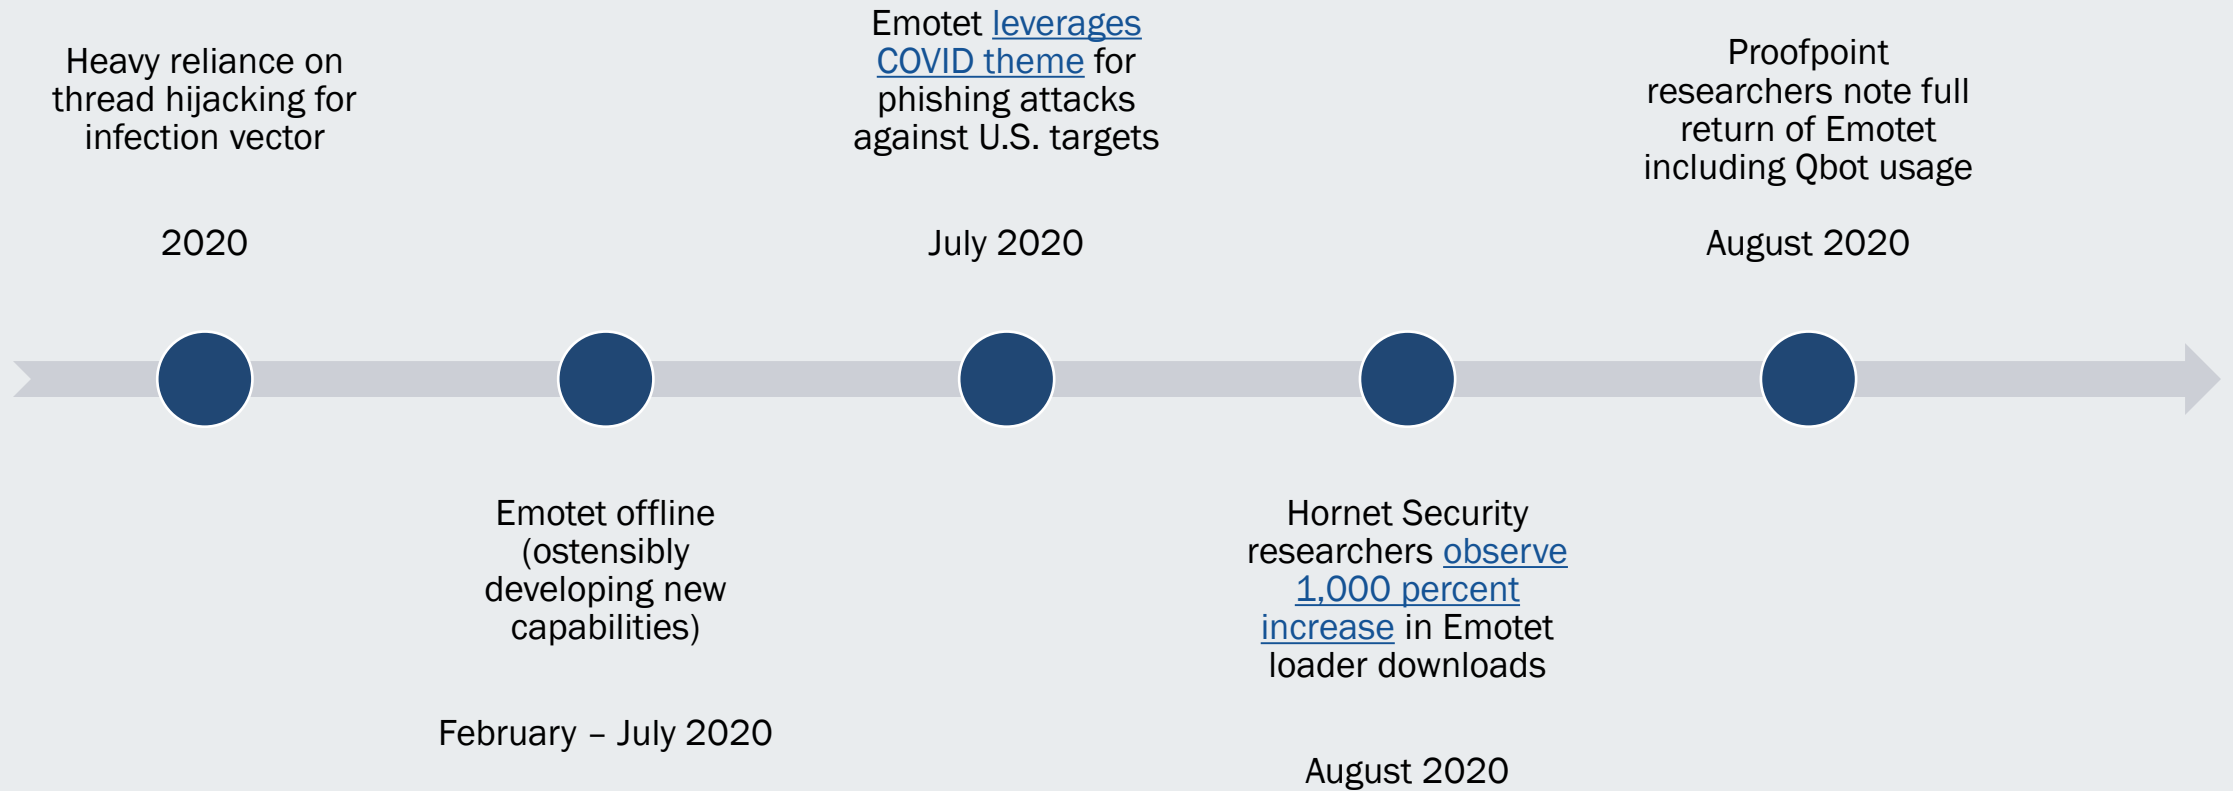 Heavy reliance on
thread hijacking for
infection vector
2020
Emotet offline
(ostensibly
developing new
capabilities)
February – July 2020
Emotet leverages
COVID theme for
phishing attacks
against U.S. targets
July 2020
Hornet Security
researchers observe
1,000 percent
increase in Emotet
loader downloads
August 2020
Proofpoint
researchers note full
return of Emotet
including Qbot usage
August 2020